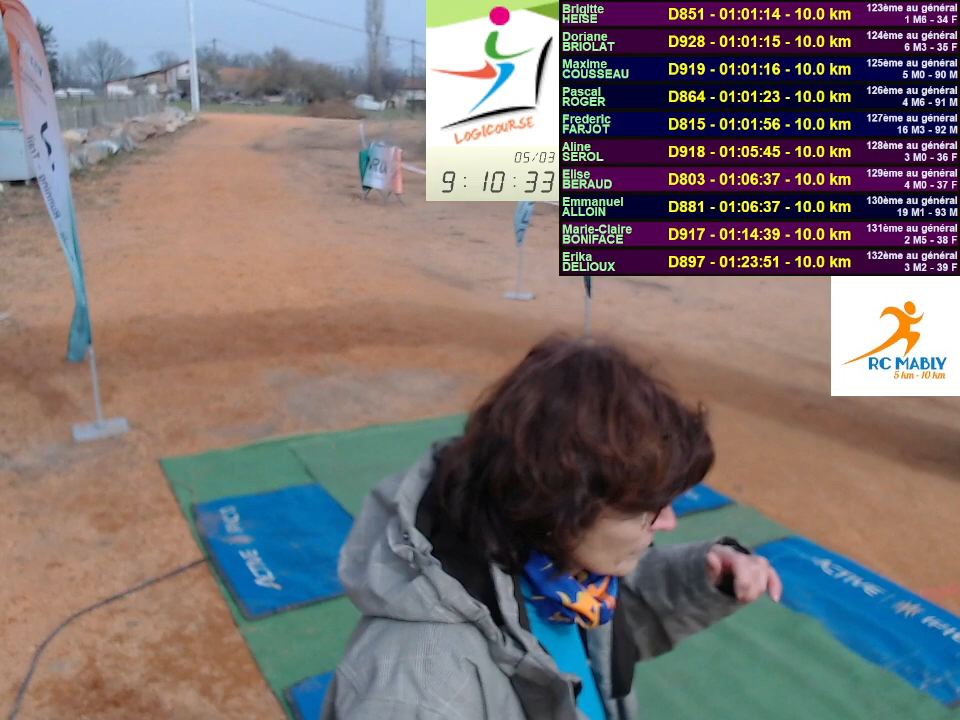 Brigitte
HEISE
D851 - 01:01:14 - 10.0 km
123ème au général
1 M6 - 34 F
Doriane
BRIOLAT
D928 - 01:01:15 - 10.0 km
124ème au général
6 M3 - 35 F
Maxime
COUSSEAU
D919 - 01:01:16 - 10.0 km
125ème au général
5 M0 - 90 M
Pascal
ROGER
D864 - 01:01:23 - 10.0 km
126ème au général
4 M6 - 91 M
Frederic
FARJOT
D815 - 01:01:56 - 10.0 km
127ème au général
16 M3 - 92 M
Aline
SEROL
D918 - 01:05:45 - 10.0 km
128ème au général
3 M0 - 36 F
Elise
BERAUD
D803 - 01:06:37 - 10.0 km
129ème au général
4 M0 - 37 F
Emmanuel
ALLOIN
D881 - 01:06:37 - 10.0 km
130ème au général
19 M1 - 93 M
Marie-Claire
BONIFACE
D917 - 01:14:39 - 10.0 km
131ème au général
2 M5 - 38 F
Erika
DELIOUX
D897 - 01:23:51 - 10.0 km
132ème au général
3 M2 - 39 F
LOGICOURSE
05/03
9:10:33
RC MABLY
5 km - 10 km
Running Trail
ACTIVE
ACTIVE